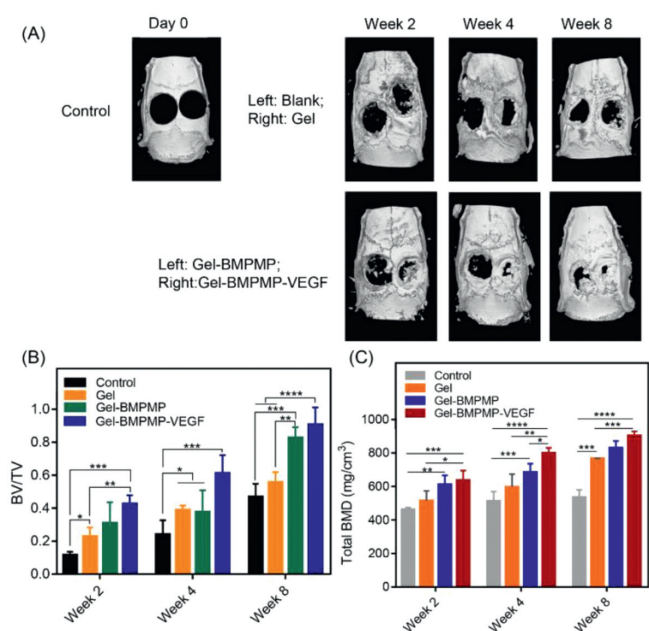 (A)
Day 0
Week 2
Week 4
Week 8
Control
Left: Blank;
Right: Gel
Left: Gel-BMPMP;
Right:Gel-BMPMP-VEGF
(B)
Control
Gel
Gel-BMPMP
Gel-BMPMP-VEGF
BV/TV
1.0
0.8
0.6
0.4
0.2
0.0
***
**
*
***
*
****
***
**
Week 2
Week 4
Week 8
(C)
Control
Gel
Gel-BMPMP
Gel-BMPMP-VEGF
Total BMD (mg/cm³)
1000
800
600
400
200
0
***
*
**
****
**
*
***
****
***
***
Week 2
Week 4
Week 8